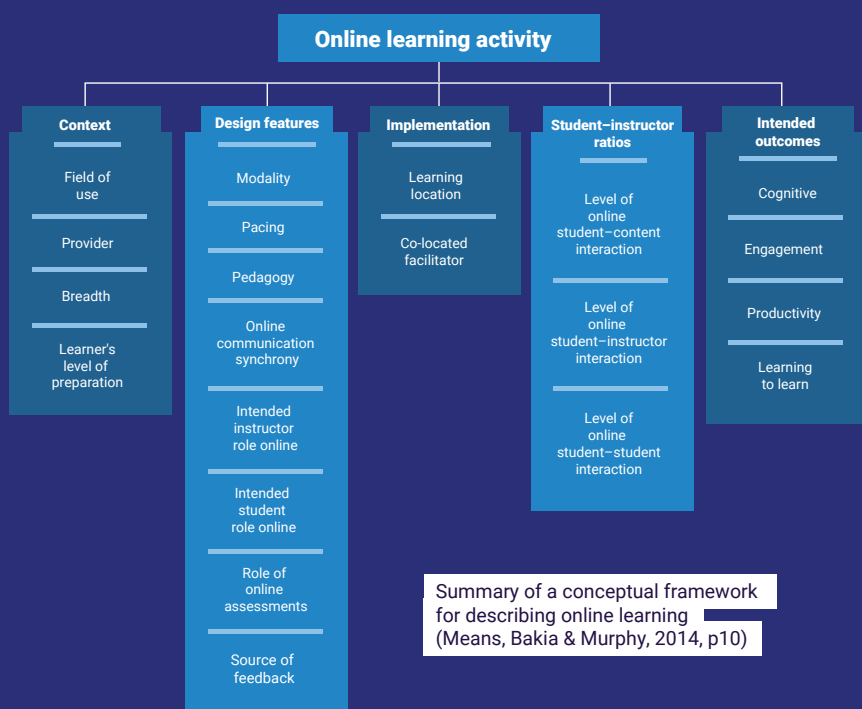 Online learning activity
Context
Field of
use
Provider
Breadth
Learner's
level of
preparation
Design features
Modality
Pacing
Pedagogy
Online
communication
synchrony
Intended
instructor
role online
Intended
student
role online
Role of
online
assessments
Source of
feedback
Implementation
Learning
location
Co-located
facilitator
Student–instructor
ratios
Level of
online
student–content
interaction
Level of
online
student–instructor
interaction
Level of
online
student–student
interaction
Intended
outcomes
Cognitive
Engagement
Productivity
Learning
to learn
Summary of a conceptual framework
for describing online learning
(Means, Bakia & Murphy, 2014, p10)